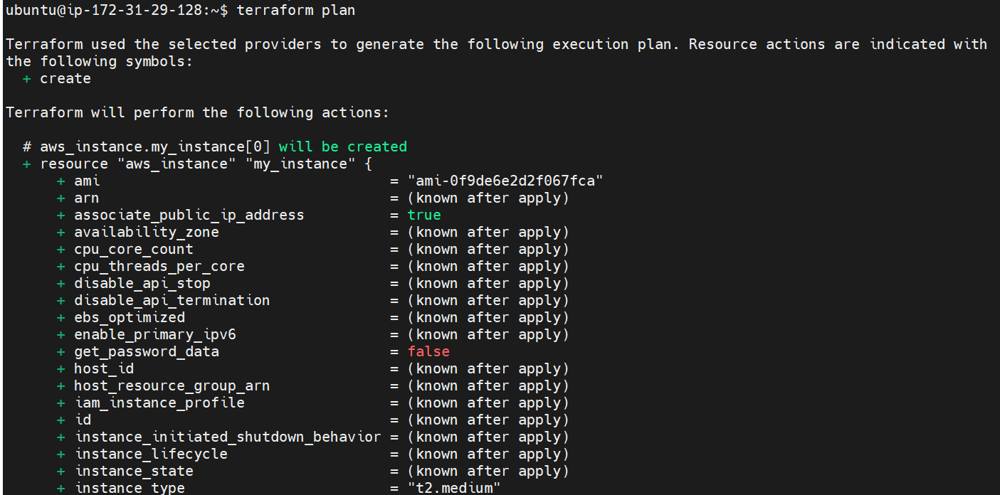 ubuntu@ip-172-31-29-128:~$ terraform plan
Terraform used the selected providers to generate the following execution plan. Resource actions are indicated with
the following symbols:
+ create
Terraform will perform the following actions:
# aws_instance.my_instance[0] will be created
+ resource "aws_instance" "my_instance" {
+ ami = "ami-0f9de6e2d2f067fca"
+ arn = (known after apply)
+ associate_public_ip_address = true
+ availability_zone = (known after apply)
+ cpu_core_count = (known after apply)
+ cpu_threads_per_core = (known after apply)
+ disable_api_stop = (known after apply)
+ disable_api_termination = (known after apply)
+ ebs_optimized = (known after apply)
+ enable_primary_ipv6 = (known after apply)
+ get_password_data = false
+ host_id = (known after apply)
+ host_resource_group_arn = (known after apply)
+ iam_instance_profile = (known after apply)
+ id = (known after apply)
+ instance_initiated_shutdown_behavior = (known after apply)
+ instance_lifecycle = (known after apply)
+ instance_state = (known after apply)
+ instance_type = "t2.medium"